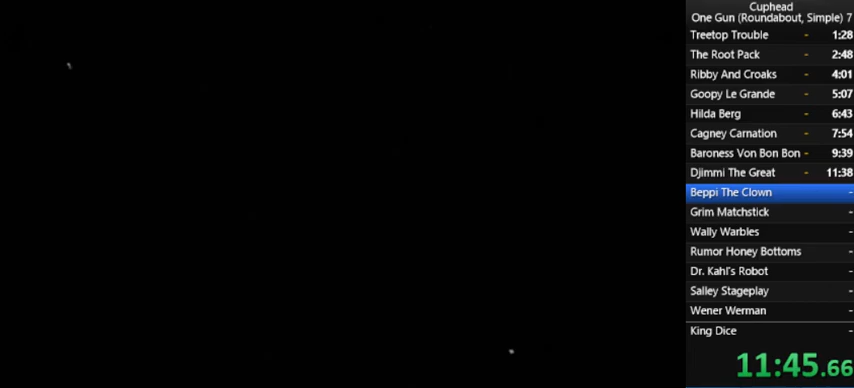 Cuphead
One Gun (Roundabout, Simple) 7
Treetop Trouble - 1:28
The Root Pack - 2:48
Ribby And Croaks - 4:01
Goopy Le Grande - 5:07
Hilda Berg - 6:43
Cagney Carnation - 7:54
Baroness Von Bon Bon - 9:39
Djimmi The Great - 11:38
Beppi The Clown -
Grim Matchstick -
Wally Warbles -
Rumor Honey Bottoms -
Dr. Kahl's Robot -
Salley Stageplay -
Wener Werman -
King Dice -
11:45.66